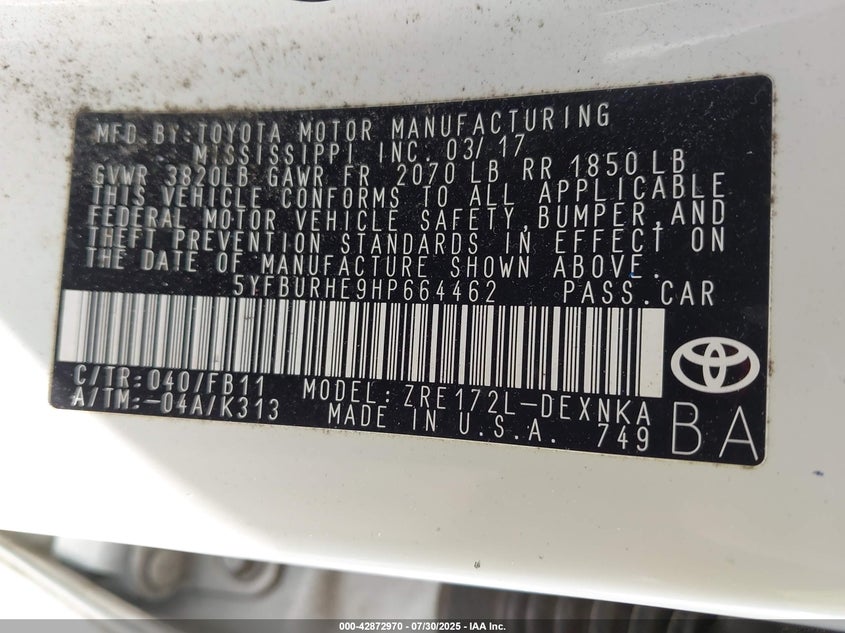 MFD. BY: TOYOTA MOTOR MANUFACTURING
MISSISSIPPI INC. 03/17
GVWR 3820LB GAWR FR 2070 LB RR 1850 LB
THIS VEHICLE CONFORMS TO ALL APPLICABLE
FEDERAL MOTOR VEHICLE SAFETY, BUMPER, AND
THEFT PREVENTION STANDARDS IN EFFECT ON
THE DATE OF MANUFACTURE SHOWN ABOVE.
5YFBURHE9HP664462 PASS. CAR
C/TR: 040/FB11 MODEL: ZRE172L-DEXNKA
A/TM: -04A/K313 MADE IN U.S.A. 749 BA
000-42872970 - 07/30/2025 - IAA Inc.